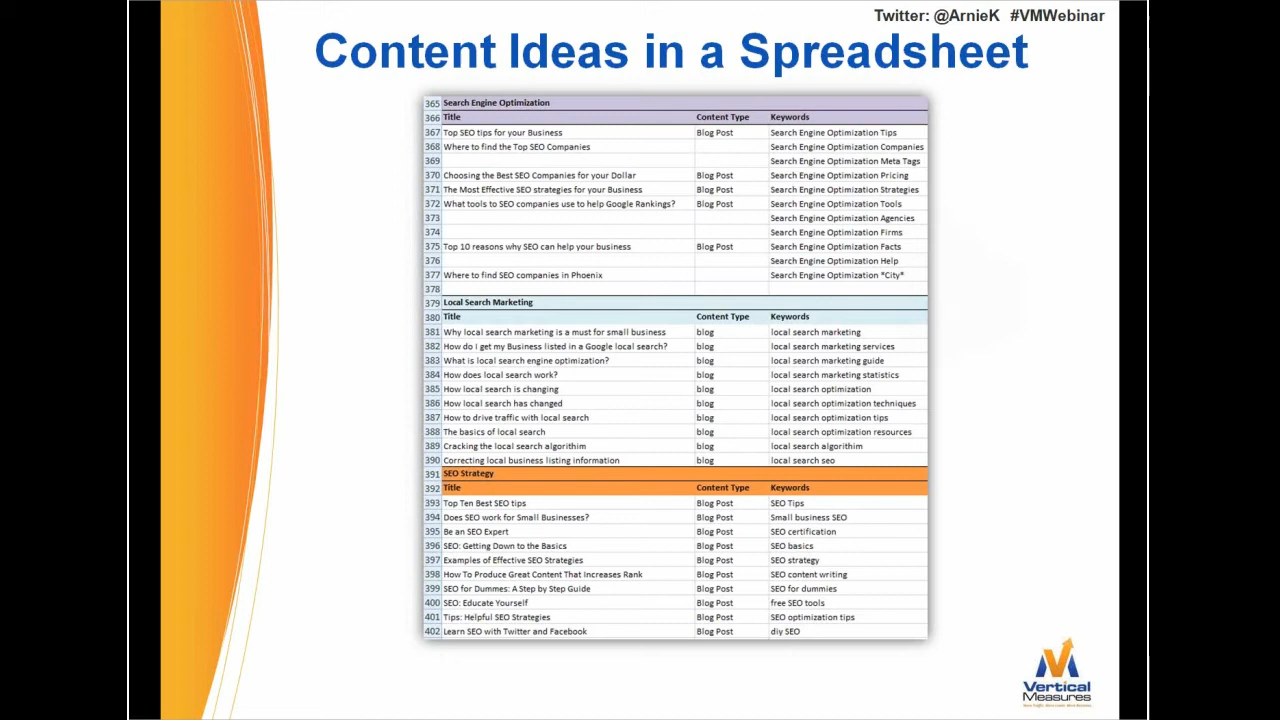 Twitter: @ArnieK #VMWebinar
Content Ideas in a Spreadsheet
365 Search Engine Optimization
366 Title Content Type Keywords
367 Top SEO tips for your Business Blog Post Search Engine Optimization Tips
368 Where to find the Top SEO Companies Search Engine Optimization Companies
369 Search Engine Optimization Meta Tags
370 Choosing the Best SEO Companies for your Dollar Blog Post Search Engine Optimization Pricing
371 The Most Effective SEO strategies for your Business Blog Post Search Engine Optimization Strategies
372 What tools to SEO companies use to help Google Rankings? Blog Post Search Engine Optimization Tools
373 Search Engine Optimization Agencies
374 Search Engine Optimization Firms
375 Top 10 reasons why SEO can help your business Blog Post Search Engine Optimization Facts
376 Search Engine Optimization Help
377 Where to find SEO companies in Phoenix Search Engine Optimization *City*
378
379 Local Search Marketing
380 Title Content Type Keywords
381 Why local search marketing is a must for small business blog local search marketing
382 How do I get my Business listed in a Google local search? blog local search marketing services
383 What is local search engine optimization? blog local search marketing guide
384 How does local search work? blog local search marketing statistics
385 How local search is changing blog local search optimization
386 How local search has changed blog local search optimization techniques
387 How to drive traffic with local search blog local search optimization tips
388 The basics of local search blog local search optimization resources
389 Cracking the local search algorithim blog local search algorithim
390 Correcting local business listing information blog local search seo
391 SEO Strategy
392 Title Content Type Keywords
393 Top Ten Best SEO tips Blog Post SEO Tips
394 Does SEO work for Small Businesses? Blog Post Small business SEO
395 Be an SEO Expert Blog Post SEO certification
396 SEO: Getting Down to the Basics Blog Post SEO basics
397 Examples of Effective SEO Strategies Blog Post SEO strategy
398 How To Produce Great Content That Increases Rank Blog Post SEO content writing
399 SEO for Dummes: A Step by Step Guide Blog Post SEO for dummies
400 SEO: Educate Yourself Blog Post free SEO tools
401 Tips: Helpful SEO Strategies Blog Post SEO optimization tips
402 Learn SEO with Twitter and Facebook Blog Post diy SEO
Vertical
Measures